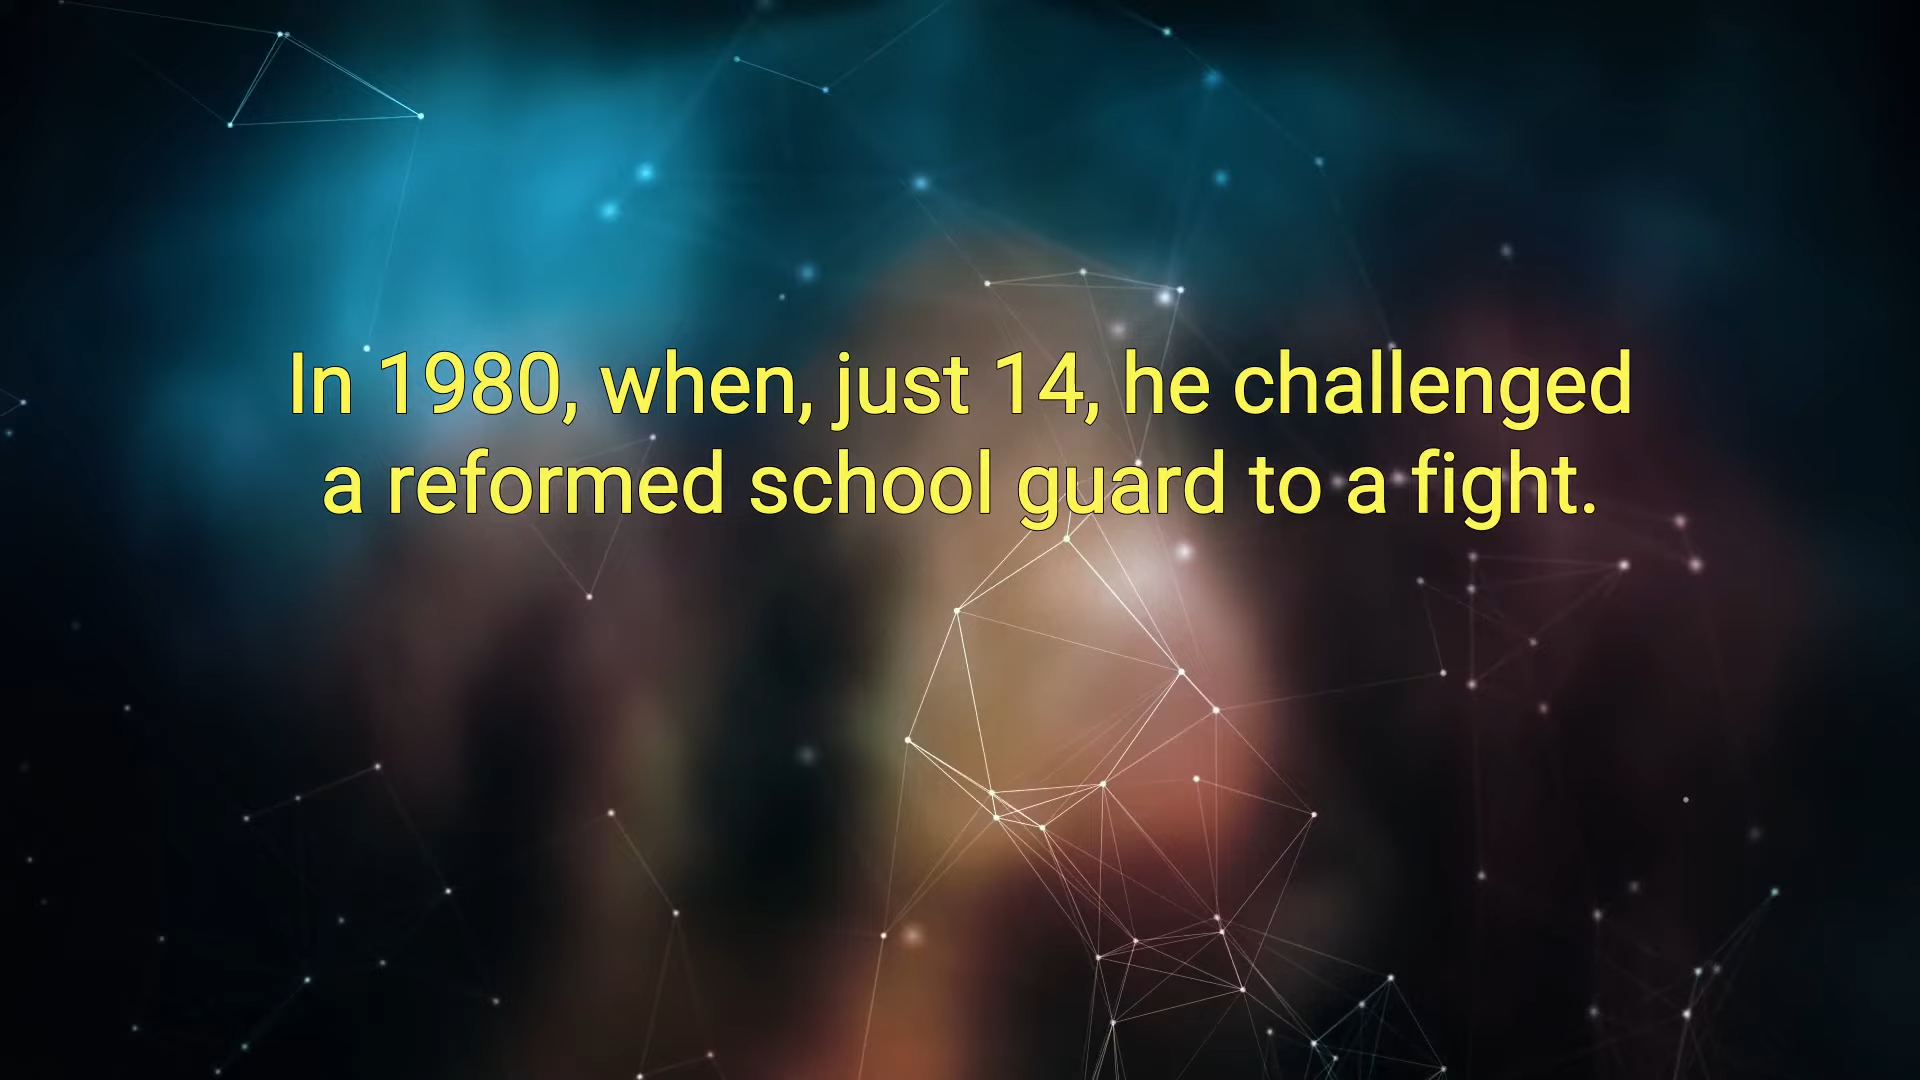 In 1980, when, just 14, he challenged
a reformed school guard to a fight.